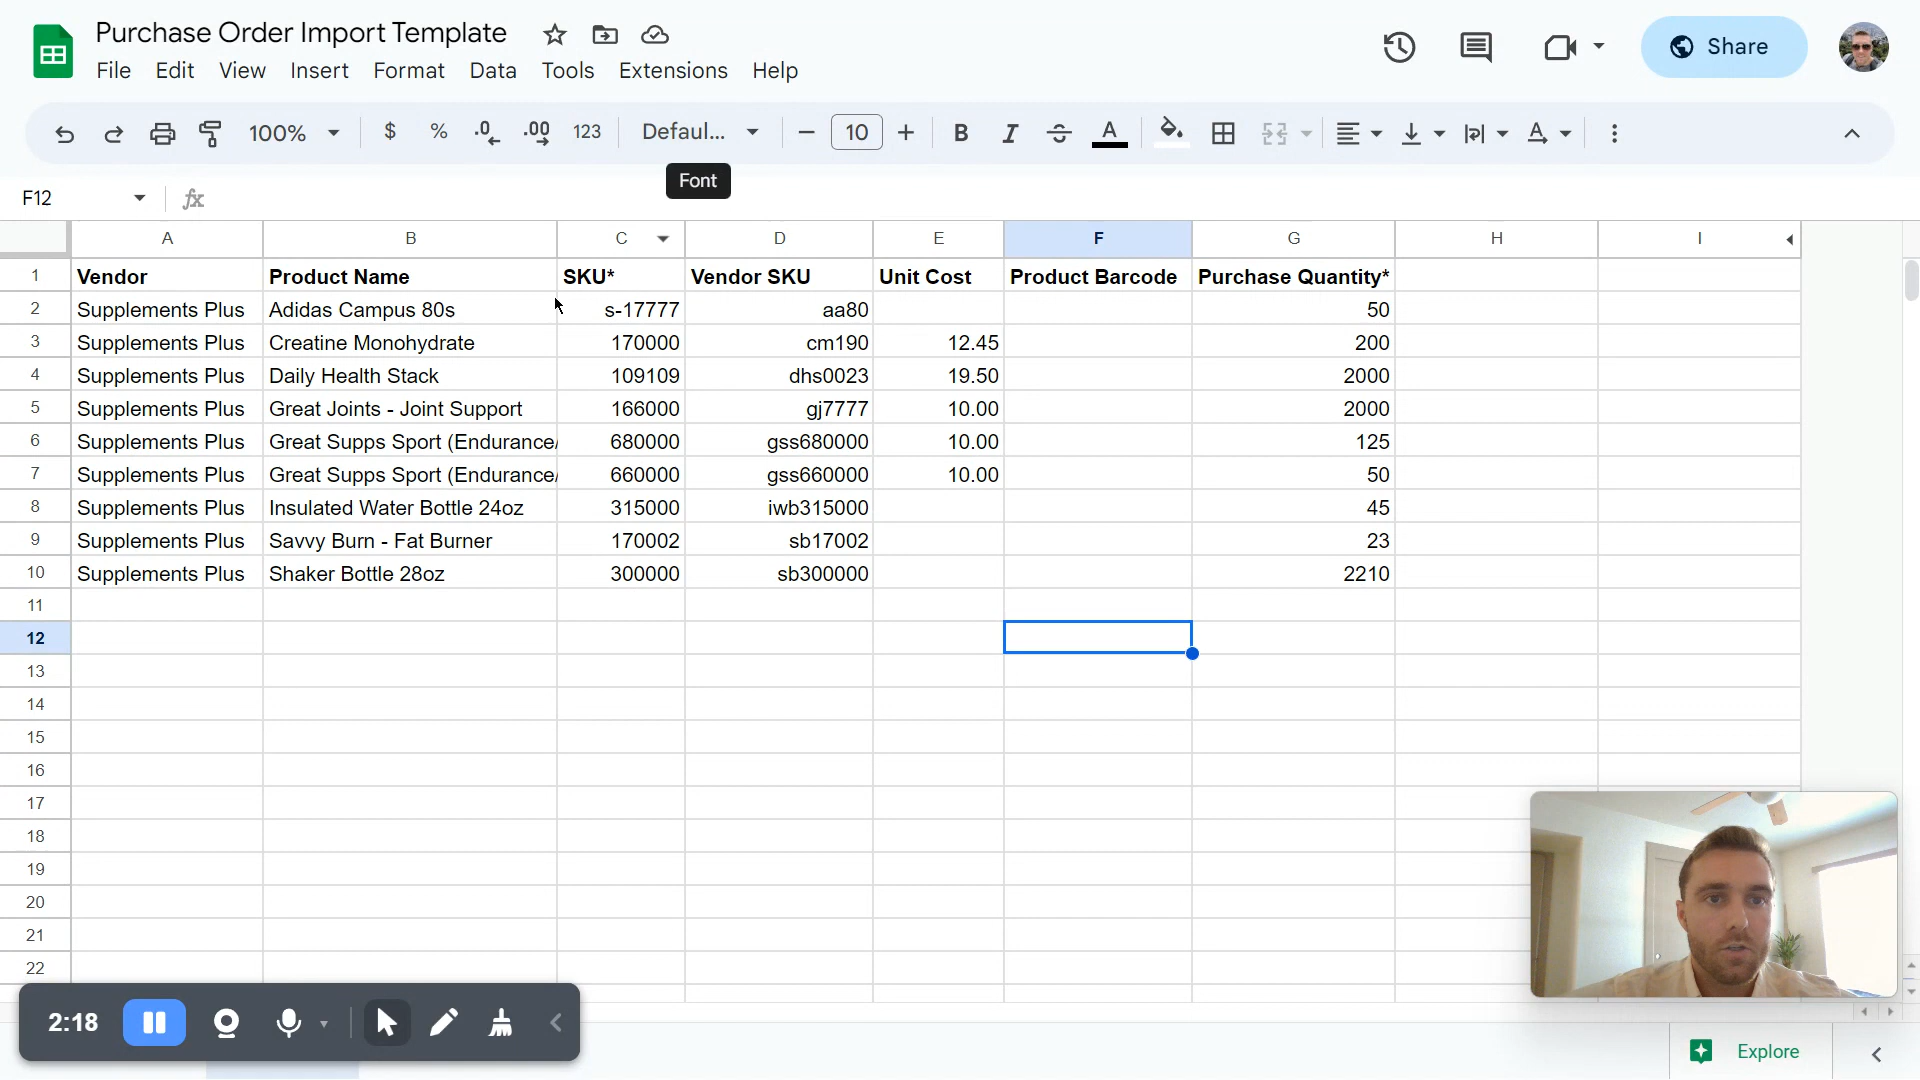 Purchase Order Import Template
File Edit View Insert Format Data Tools Extensions Help
Share
100% $ % .0 .00 123 Defaul... 10 B I A A
Font
F12 fx
A B C D E F G H I
1 Vendor Product Name SKU* Vendor SKU Unit Cost Product Barcode Purchase Quantity*
2 Supplements Plus Adidas Campus 80s s-17777 aa80 50
3 Supplements Plus Creatine Monohydrate 170000 cm190 12.45 200
4 Supplements Plus Daily Health Stack 109109 dhs0023 19.50 2000
5 Supplements Plus Great Joints - Joint Support 166000 gj7777 10.00 2000
6 Supplements Plus Great Supps Sport (Endurance/ 680000 gss680000 10.00 125
7 Supplements Plus Great Supps Sport (Endurance/ 660000 gss660000 10.00 50
8 Supplements Plus Insulated Water Bottle 24oz 315000 iwb315000 45
9 Supplements Plus Savvy Burn - Fat Burner 170002 sb17002 23
10 Supplements Plus Shaker Bottle 28oz 300000 sb300000 2210
11
12
13
14
15
16
17
18
19
20
21
22
2:18
Explore